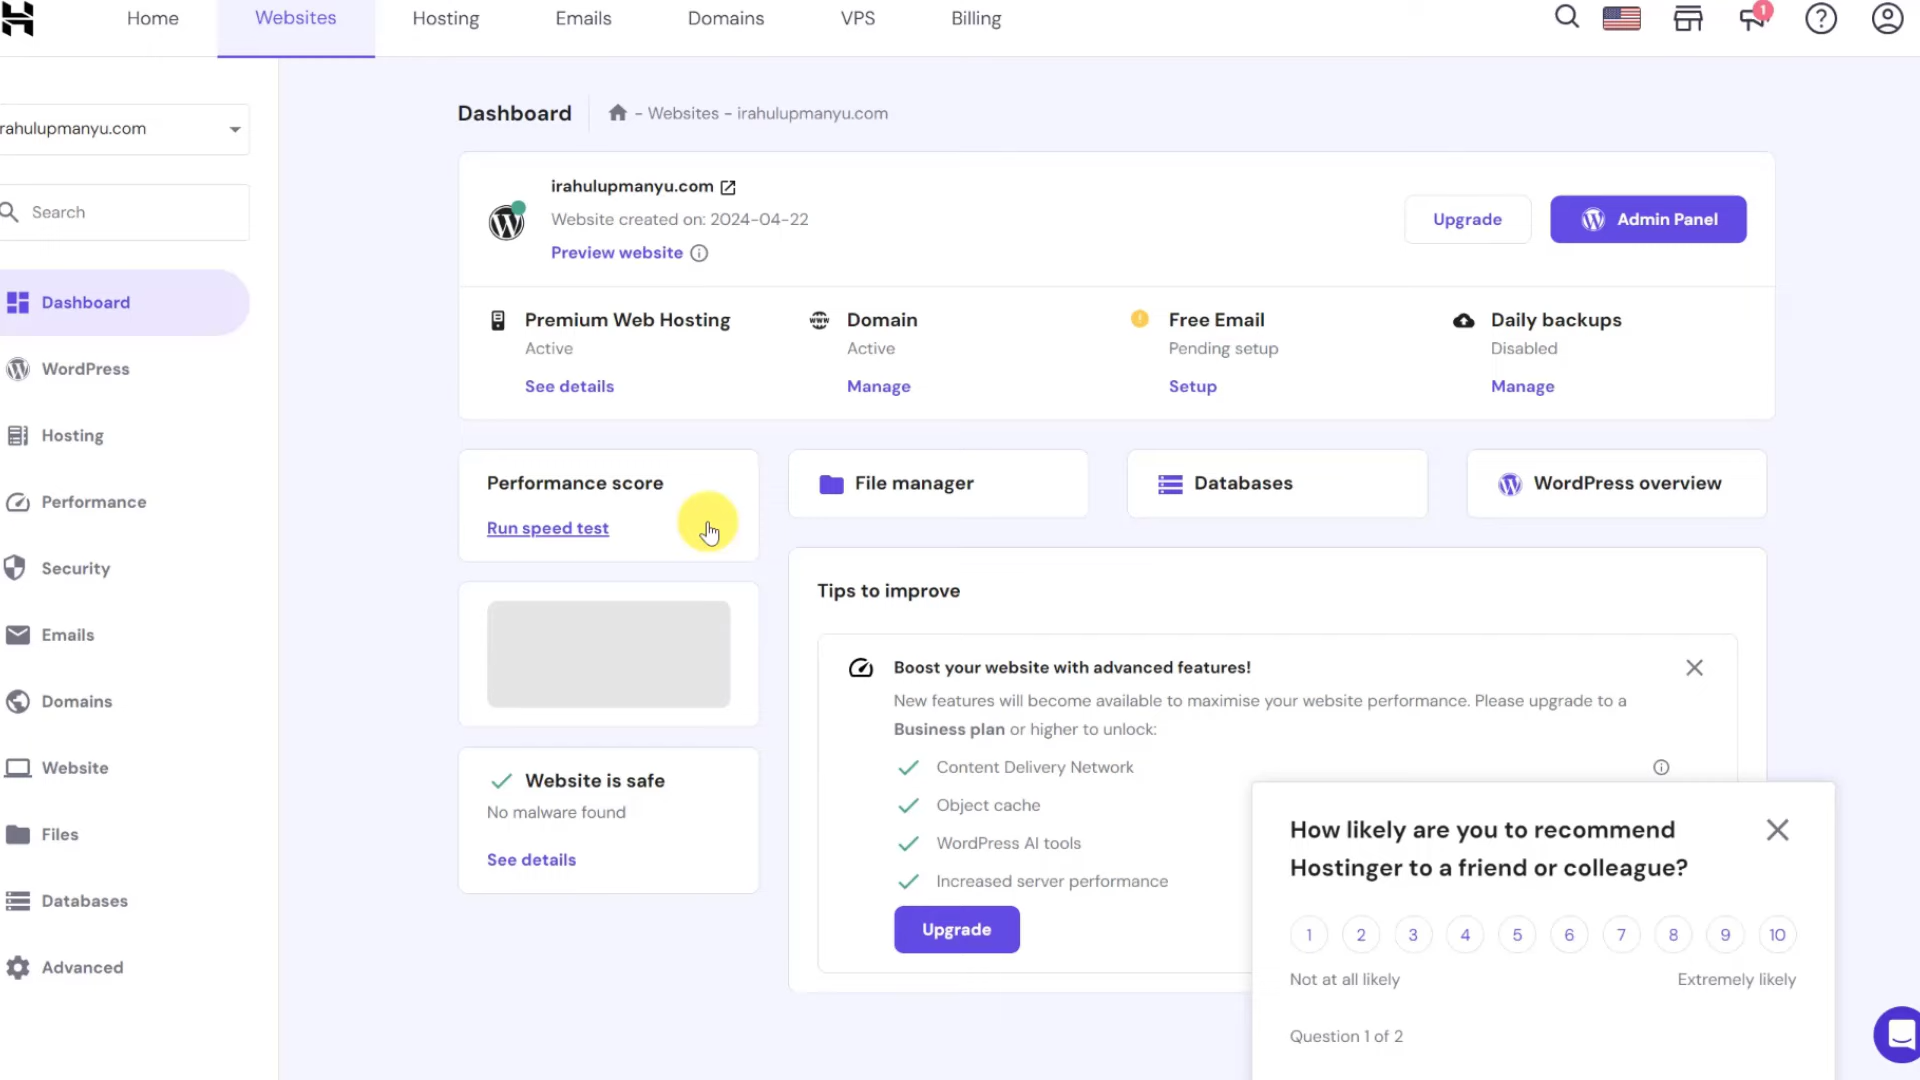 Home
Websites
Hosting
Emails
Domains
VPS
Billing
1
rahulupmanyu.com
Search
Dashboard
WordPress
Hosting
Performance
Security
Emails
Domains
Website
Files
Databases
Advanced
Dashboard
- Websites - irahulupmanyu.com
irahulupmanyu.com
Website created on: 2024-04-22
Preview website
Upgrade
Admin Panel
Premium Web Hosting
Active
See details
www
Domain
Active
Manage
Free Email
Pending setup
Setup
Daily backups
Disabled
Manage
Performance score
Run speed test
File manager
Databases
WordPress overview
Website is safe
No malware found
See details
Tips to improve
Boost your website with advanced features!
New features will become available to maximise your website performance. Please upgrade to a
Business plan or higher to unlock:
Content Delivery Network
Object cache
WordPress AI tools
Increased server performance
Upgrade
How likely are you to recommend
Hostinger to a friend or colleague?
1 2 3 4 5 6 7 8 9 10
Not at all likely
Extremely likely
Question 1 of 2